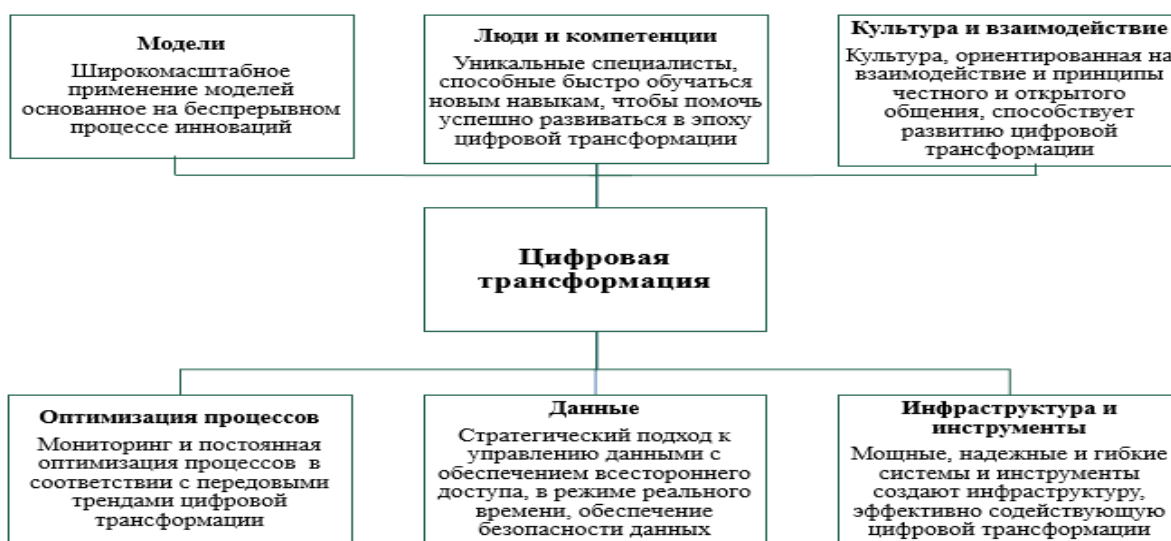 Модели
Широкомасштабное
применение моделей
основанное на беспрерывном
процессе инноваций
Люди и компетенции
Уникальные специалисты,
способные быстро обучаться
новым навыкам, чтобы помочь
успешно развиваться в эпоху
цифровой трансформации
Культура и взаимодействие
Культура, ориентированная на
взаимодействие и принципы
честного и открытого
общения, способствует
развитию цифровой
трансформации
Цифровая
трансформация
Оптимизация процессов
Мониторинг и постоянная
оптимизация процессов в
соответствии с передовыми
трендами цифровой
трансформации
Данные
Стратегический подход к
управлению данными с
обеспечением всестороннего
доступа, в режиме реального
времени, обеспечение
безопасности данных
Инфраструктура и
инструменты
Мощные, надежные и гибкие
системы и инструменты
создают инфраструктуру,
эффективно содействующую
цифровой трансформации